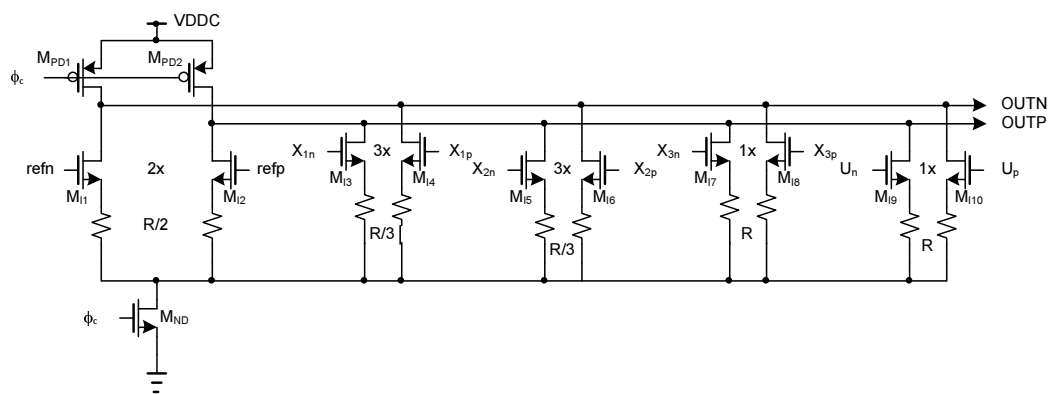 VDDC
M_PD1
M_PD2
ϕ_c
OUTN
OUTP
X_1n
3x
X_1p
X_3n
1x
X_3p
refn
2x
refp
M_I3
M_I4
X_2n
3x
X_2p
M_I7
M_I8
U_n
1x
U_p
M_I1
M_I2
M_I5
M_I6
M_I9
M_I10
R/2
R/3
R/3
R
R
ϕ_c
M_ND